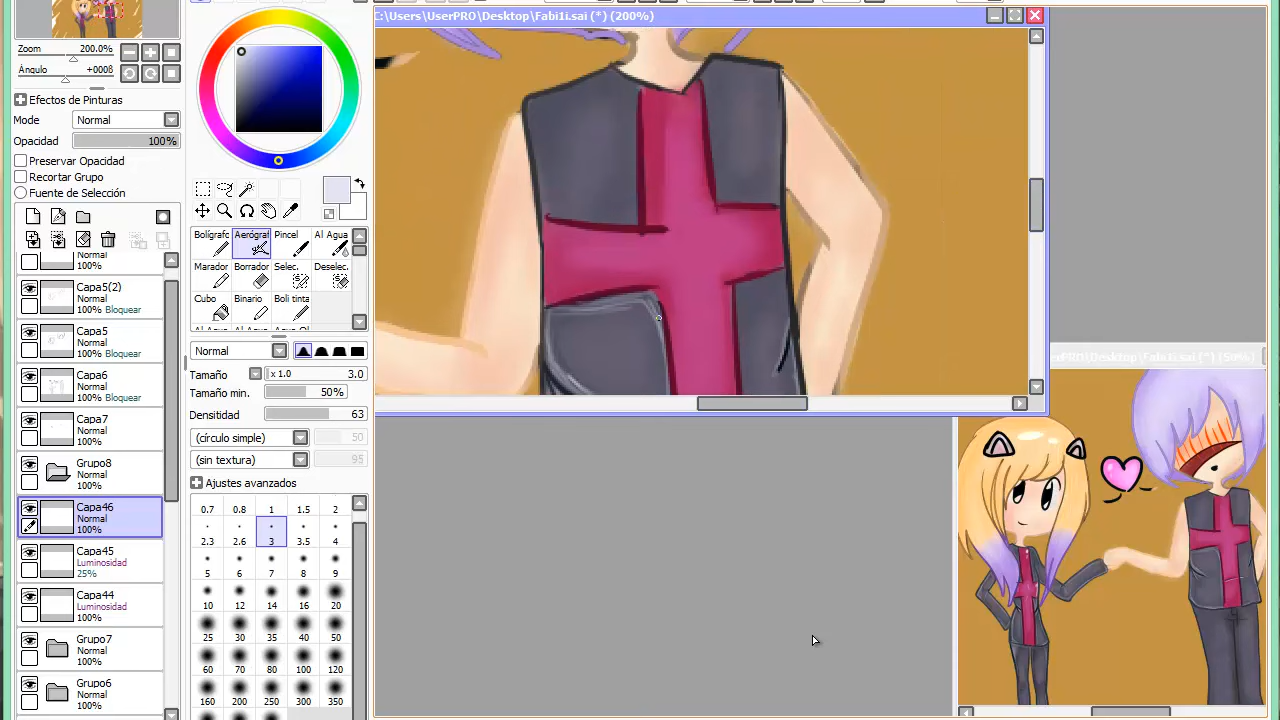 C:\Users\UserPRO\Desktop\Fabi1i.sai (*) (200%)
Zoom 200.0%
Ángulo +0008
Efectos de Pinturas
Mode Normal
Opacidad 100%
Preservar Opacidad
Recortar Grupo
Fuente de Selección
Normal
100%
Capa5(2)
Normal
100% Bloquear
Capa5
Normal
100% Bloquear
Capa6
Normal
100% Bloquear
Capa7
Normal
100%
Grupo8
Normal
100%
Capa46
Normal
100%
Capa45
Luminosidad
25%
Capa44
Luminosidad
100%
Grupo7
Normal
100%
Grupo6
Normal
100%
Bolígrafo Aerógraf Pincel Al Agua
Marador Borrador Selec. Deselec.
Cubo Binario Boli tinta
Normal
Tamaño x 1.0 3.0
Tamaño min. 50%
Densitidad 63
(círculo simple) 50
(sin textura) 95
Ajustes avanzados
0.7 0.8 1 1.5 2
2.3 2.6 3 3.5 4
5 6 7 8 9
10 12 14 16 20
25 30 35 40 50
60 70 80 100 120
160 200 250 300 350
PRO\Desktop\Fabi1i.sai (*) (50%)